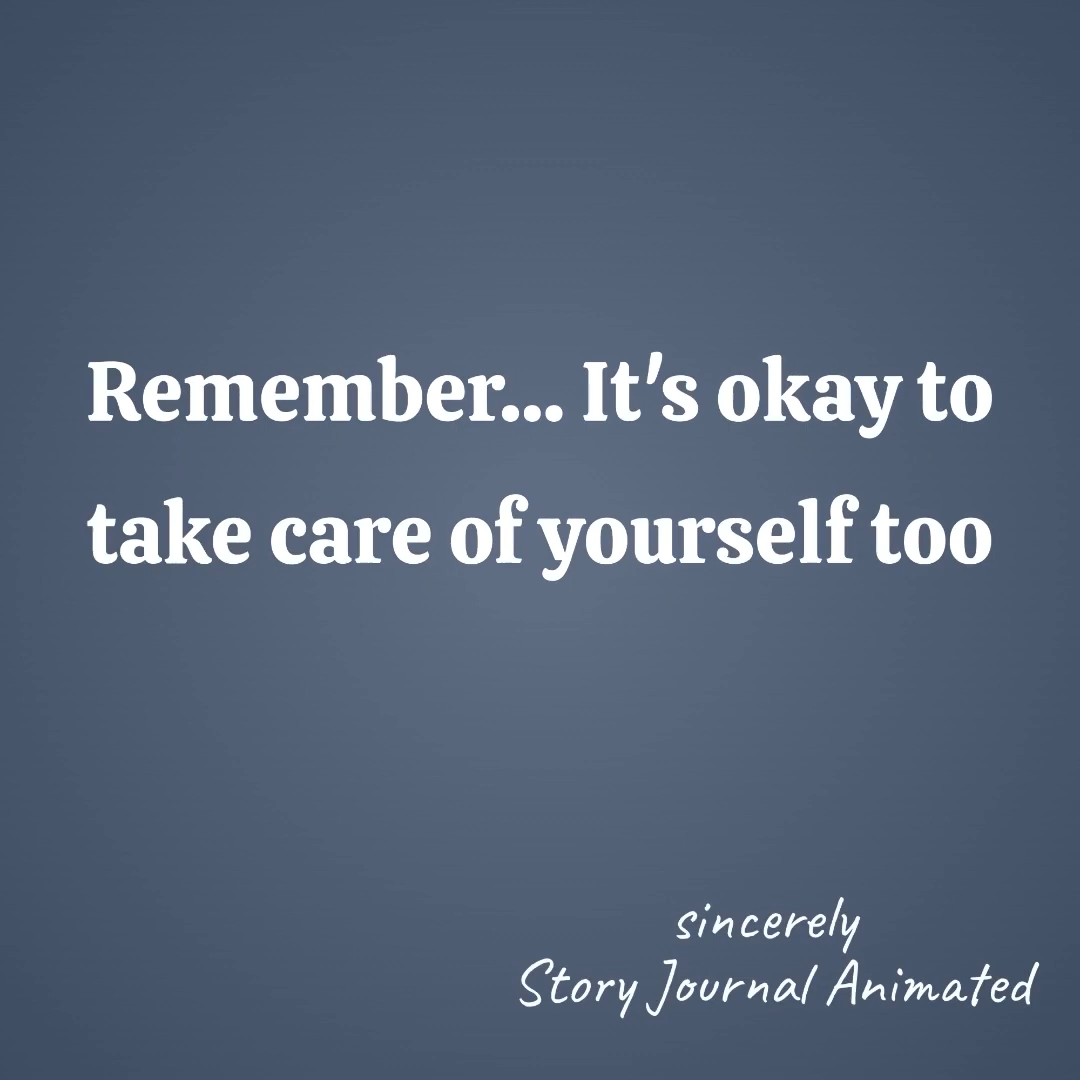 Remember... It's okay to
take care of yourself too
sincerely
Story Journal Animated